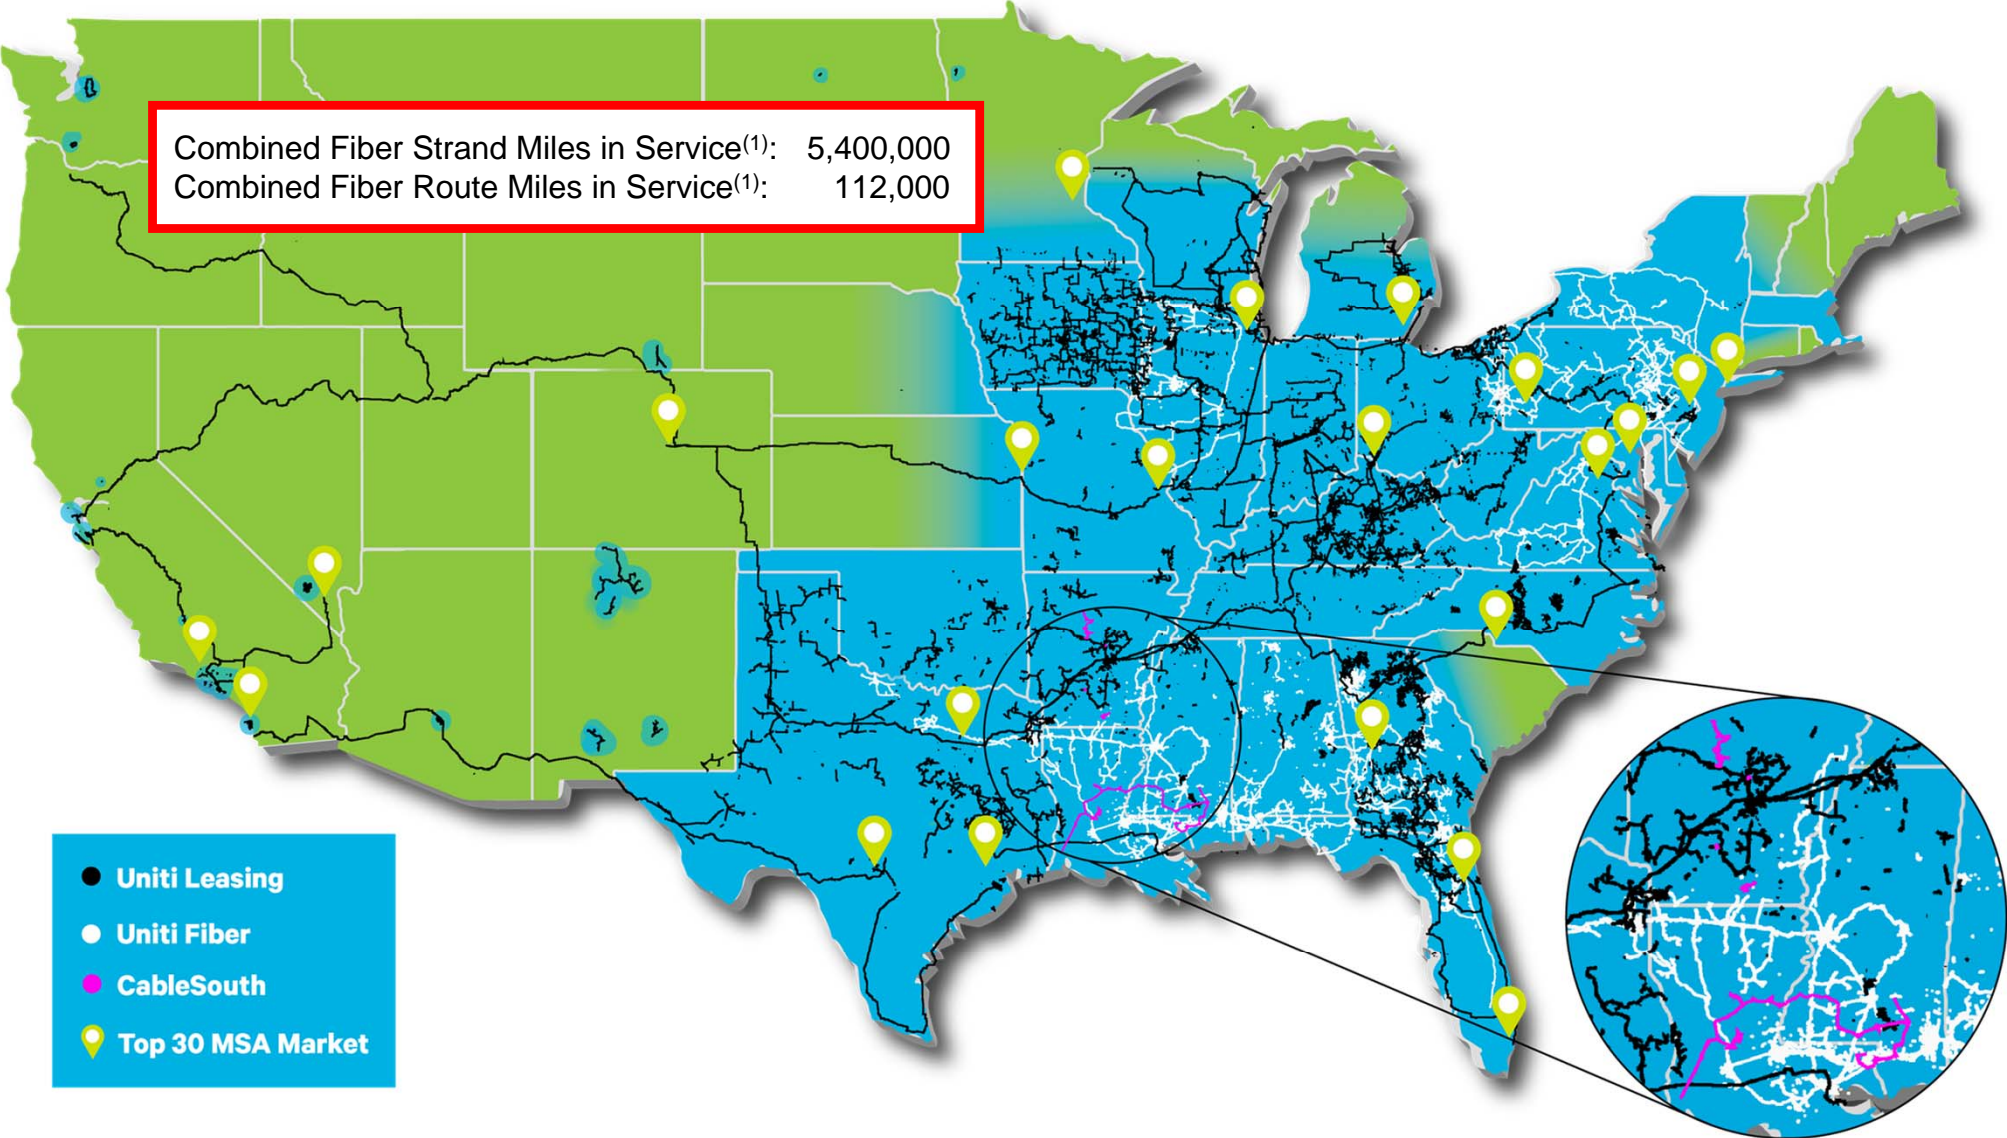 Combined Fiber Strand Miles in Service(1): 5,400,000
Combined Fiber Route Miles in Service(1): 112,000
Uniti Leasing
Uniti Fiber
CableSouth
Top 30 MSA Market